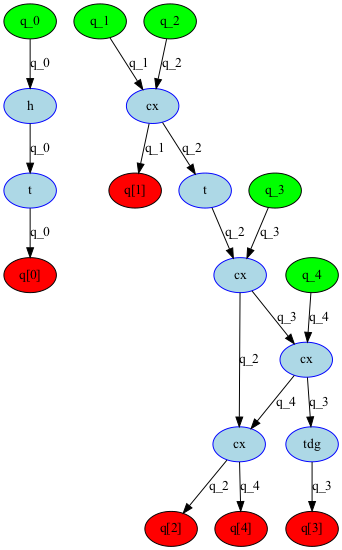 q_0 q_1 q_2
q_0 q_1 q_2
h cx
q_0 q_1 q_2
t q[1] t q_3
q_0 q_2 q_3
q[0] cx q_4
q_3 q_4
q_2 cx
q_4 q_3
cx tdg
q_2 q_4 q_3
q[2] q[4] q[3]